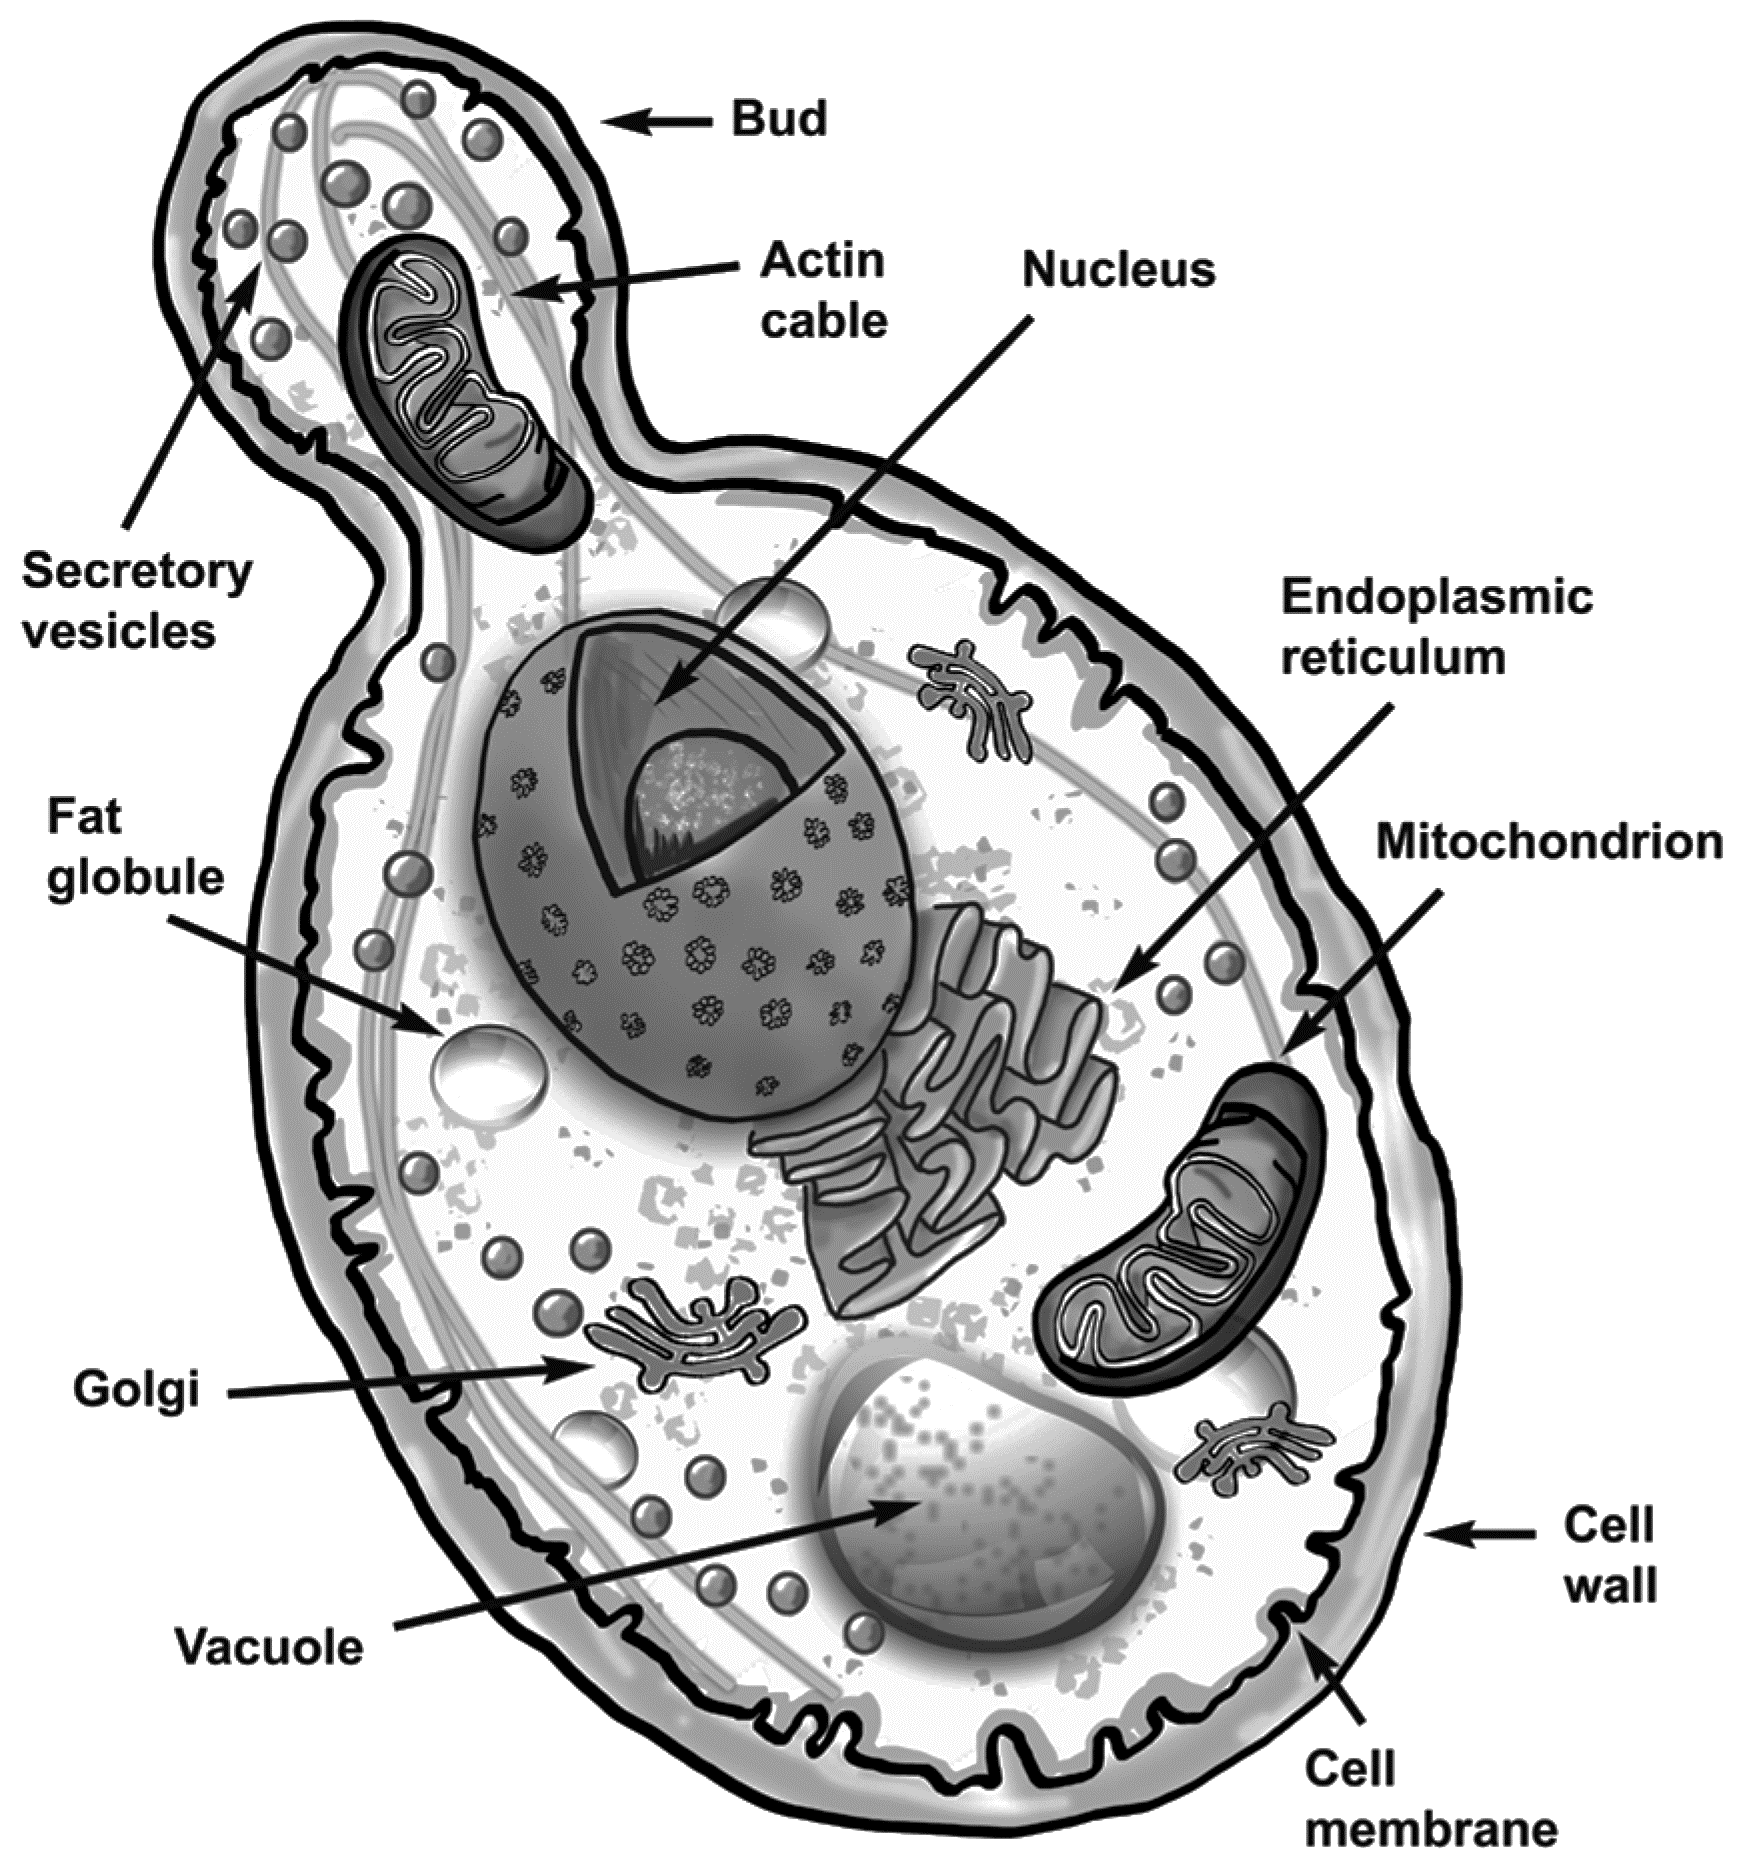 Bud
Actin
cable
Nucleus
Secretory
vesicles
Endoplasmic
reticulum
Fat
globule
Mitochondrion
Golgi
Cell
wall
Vacuole
Cell
membrane